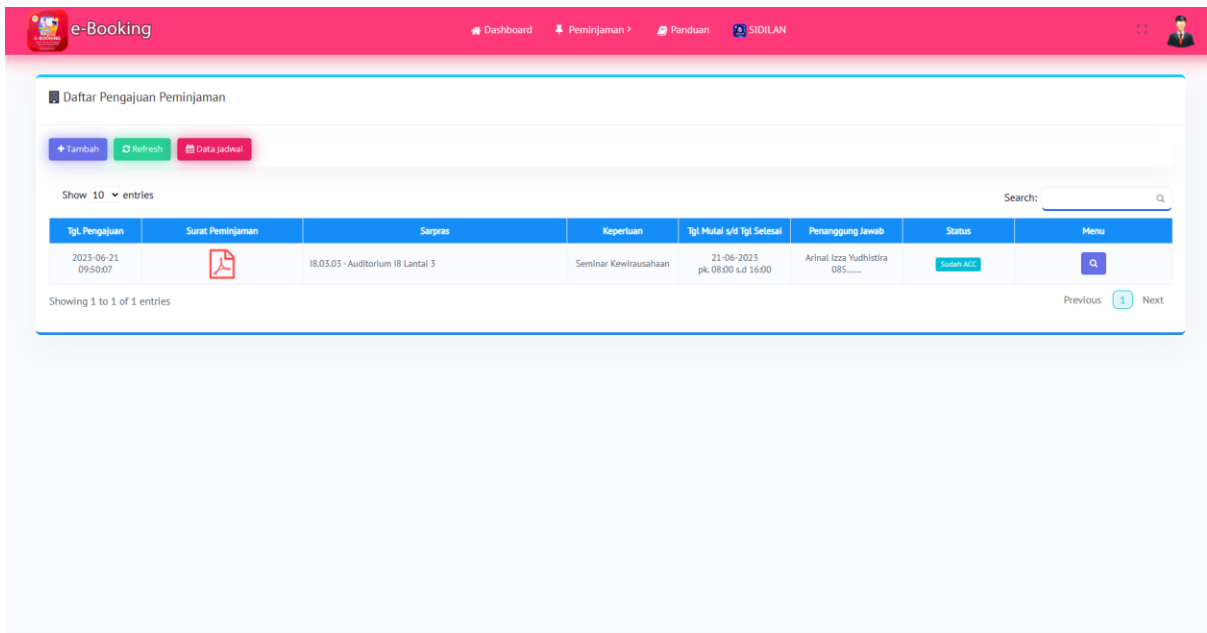 e-Booking
Dashboard Peminjaman > Panduan SIDILAN
Daftar Pengajuan Peminjaman
+Tambah Refresh Data Jadwal
Show 10 entries Search:
Tgl. Pengajuan Surat Peminjaman Sarpras Keperluan Tgl Mulai s/d Tgl Selesai Penanggung Jawab Status Menu
2023-06-21
09:50:07
I8.03.03 - Auditorium I8 Lantai 3
Seminar Kewirausahaan
21-06-2023
pk. 08:00 s.d 16:00
Arinal Izza Yudhistira
085......
Sudah ACC
Showing 1 to 1 of 1 entries Previous 1 Next